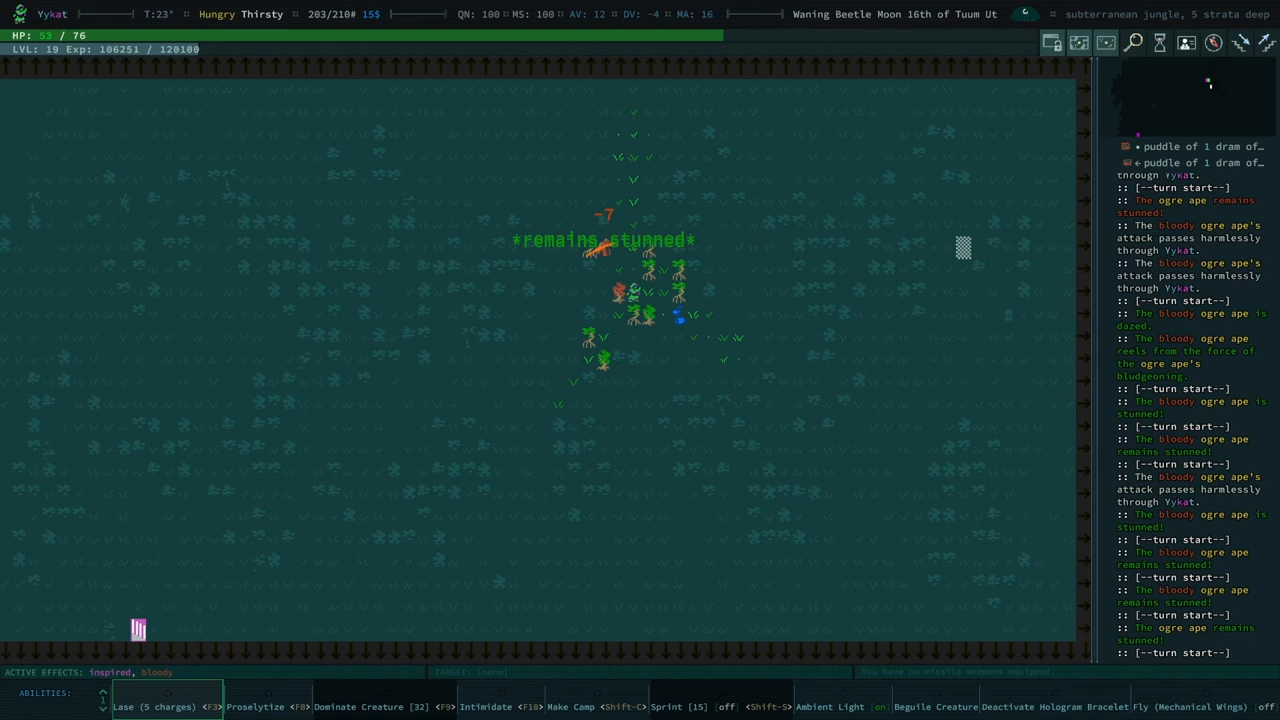 Yykat T:23° Hungry Thirsty 203/210# 15$ QN: 100 MS: 100 AV: 12 DV: -4 MA: 16 Waning Beetle Moon 16th of Tuum Ut subterranean jungle, 5 strata deep
HP: 53 / 76
LVL: 19 Exp: 106251 / 120100
-7
*remains stunned*
puddle of 1 dram of…
puddle of 1 dram of…
through Yykat.
:: [--turn start--]
:: The ogre ape remains
stunned!
:: The bloody ogre ape's
attack passes harmlessly
through Yykat.
:: The bloody ogre ape's
attack passes harmlessly
through Yykat.
:: [--turn start--]
:: The bloody ogre ape is
dazed.
:: The bloody ogre ape
reels from the force of
the ogre ape's
bludgeoning.
:: [--turn start--]
:: The bloody ogre ape is
stunned!
:: [--turn start--]
:: The bloody ogre ape
remains stunned!
:: [--turn start--]
:: The bloody ogre ape's
attack passes harmlessly
through Yykat.
:: The bloody ogre ape is
stunned!
:: [--turn start--]
:: The bloody ogre ape
remains stunned!
:: [--turn start--]
:: The bloody ogre ape
remains stunned!
:: [--turn start--]
:: The ogre ape remains
stunned!
:: [--turn start--]
ACTIVE EFFECTS: inspired, bloody TARGET: [none] You have no missile weapons equipped.
ABILITIES: 1 Lase (5 charges) <F3> Proselytize <F8> Dominate Creature [32] <F9> Intimidate <F10> Make Camp <Shift-C> Sprint [15] [off] <Shift-S> Ambient Light [on] Beguile Creature Deactivate Hologram Bracelet Fly (Mechanical Wings) [off